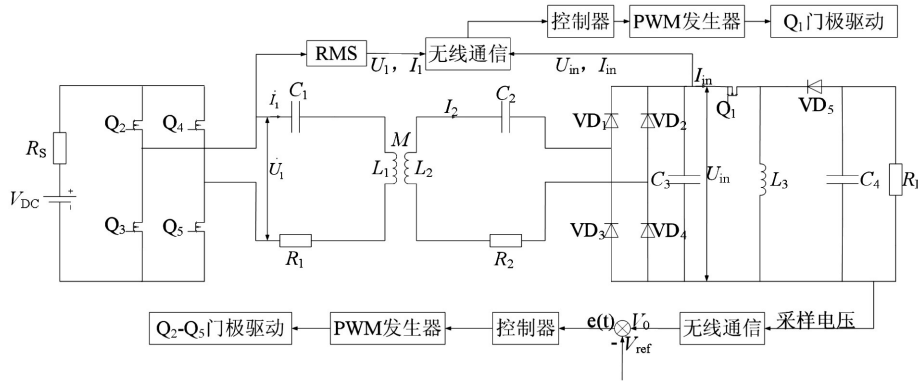 控制器
PWM发生器
Q1门极驱动
RMS
无线通信
U1，I1
Uin，Iin
Iin
İ1
C1
I2
C2
Q1
VD5
Q2
Q4
VD1
VD2
RS
U̇1
M
L1
L2
C3
Uin
L3
C4
VDC
Q3
Q5
VD3
VD4
R1
R2
Q2-Q5门极驱动
PWM发生器
控制器
e(t)
V0
无线通信
采样电压
-
Vref